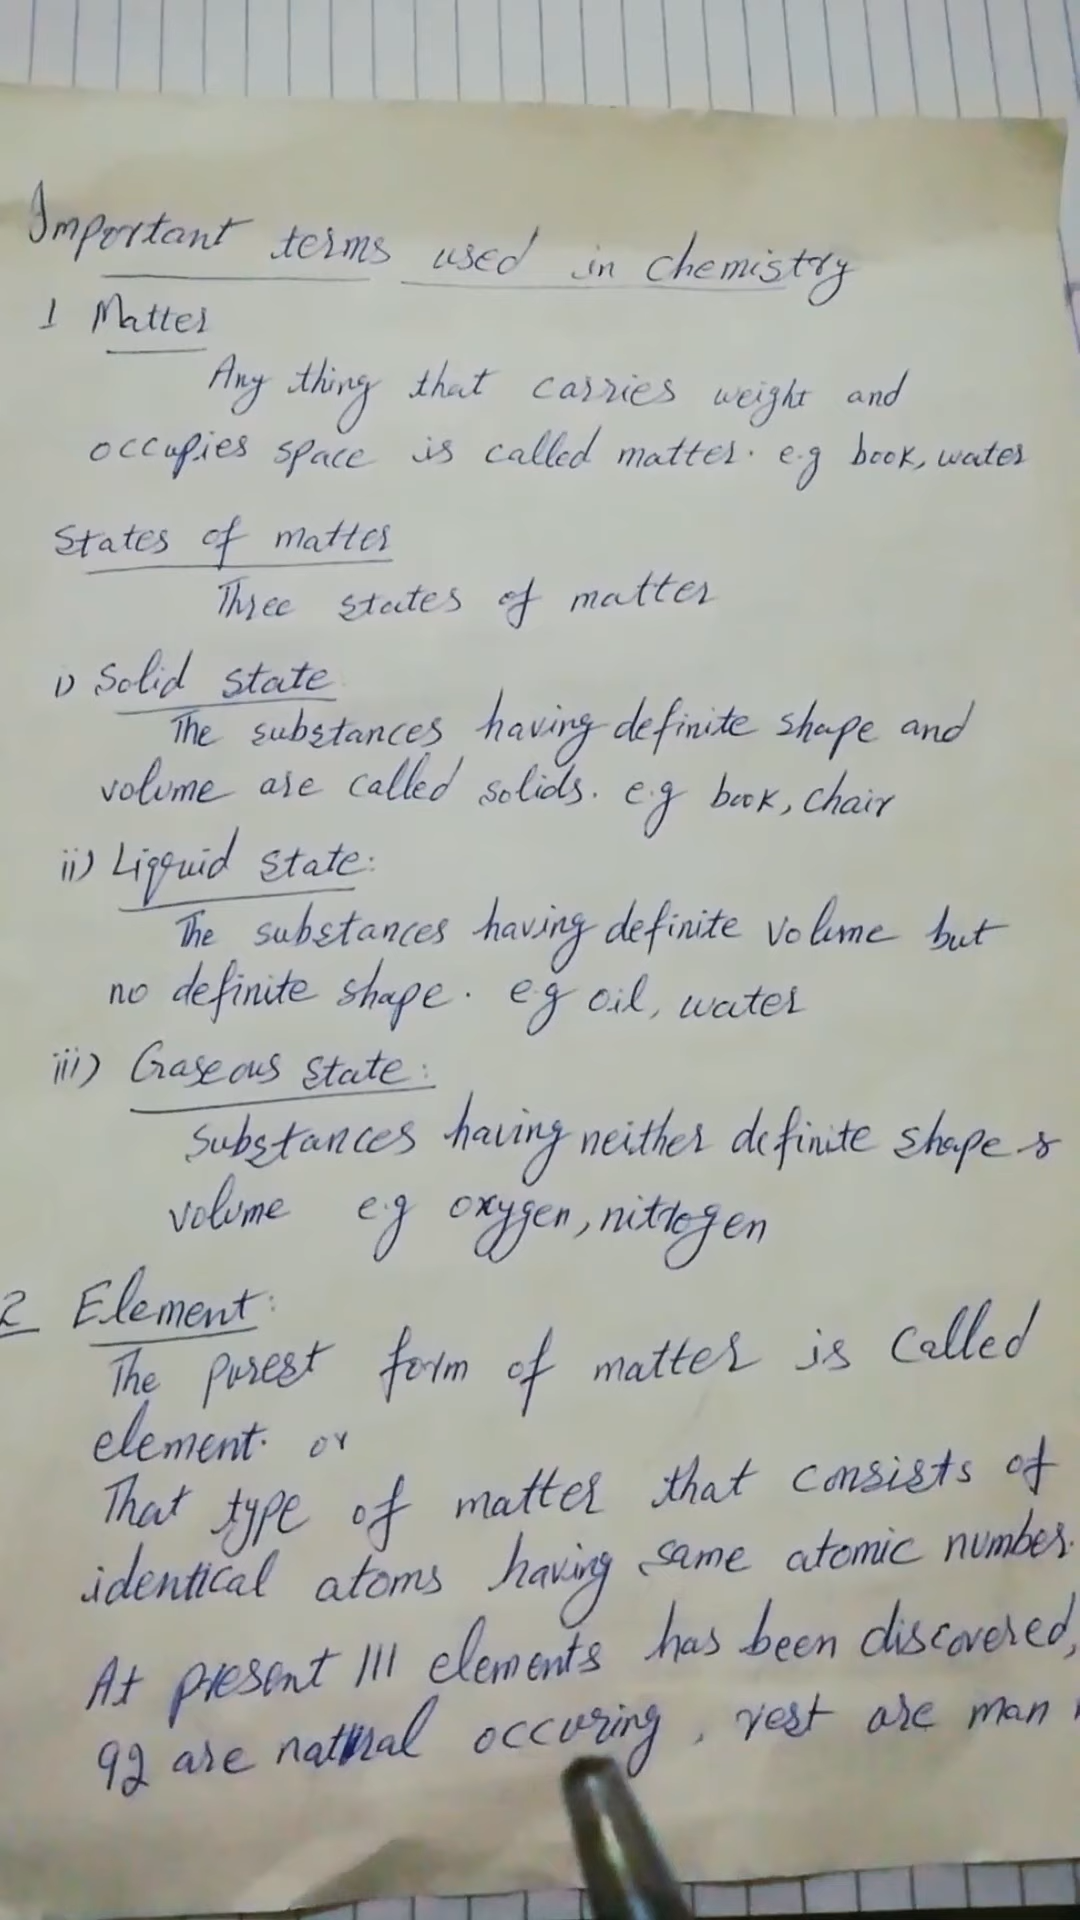 Important terms used in chemistry
1 Matter
Any thing that carries weight and
occupies space is called matter. e.g book, water
States of matter
Three states of matter
i) Solid state
The substances having definite shape and
volume are called solids. e.g book, chair
ii) Liquid state:
The substances having definite volume but
no definite shape. e.g oil, water
iii) Gaseous state:
Substances having neither definite shape &
volume e.g oxygen, nitrogen
2 Element:
The purest form of matter is called
element. or
That type of matter that consists of
identical atoms having same atomic number.
At present 111 elements has been discovered,
92 are natural occuring, rest are man